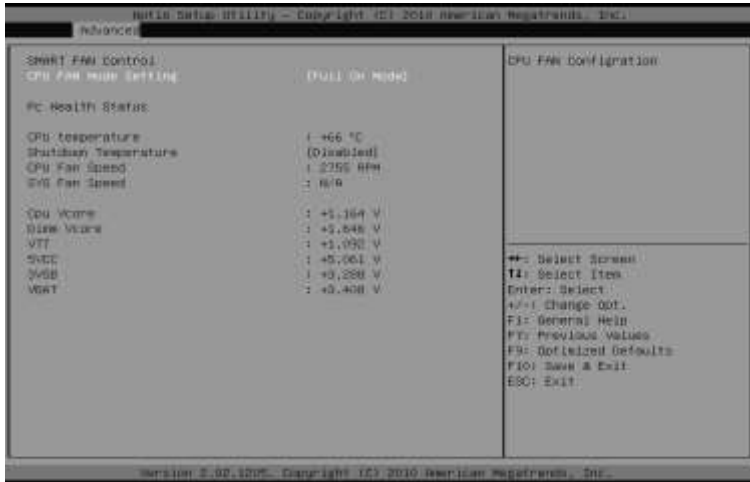 Aptio Setup Utility – Copyright (C) 2010 American Megatrends, Inc.
Advanced
SMART FAN Control
CPU FAN Mode Setting [Full On Mode]
Pc Health Status
CPU temperature : +66 °C
Shutdown Temperature [Disabled]
CPU Fan Speed : 2755 RPM
SYS Fan Speed : N/A
Cpu Vcore : +1.164 V
Dimm Vcore : +1.646 V
VTT : +1.092 V
5VCC : +5.061 V
3VSB : +3.288 V
VBAT : +3.408 V
CPU FAN Configration
: Select Screen
: Select Item
Enter: Select
+/-: Change Opt.
F1: General Help
F7: Previous Values
F9: Optimized Defaults
F10: Save & Exit
ESC: Exit
Version 2.02.1205. Copyright (C) 2010 American Megatrends, Inc.